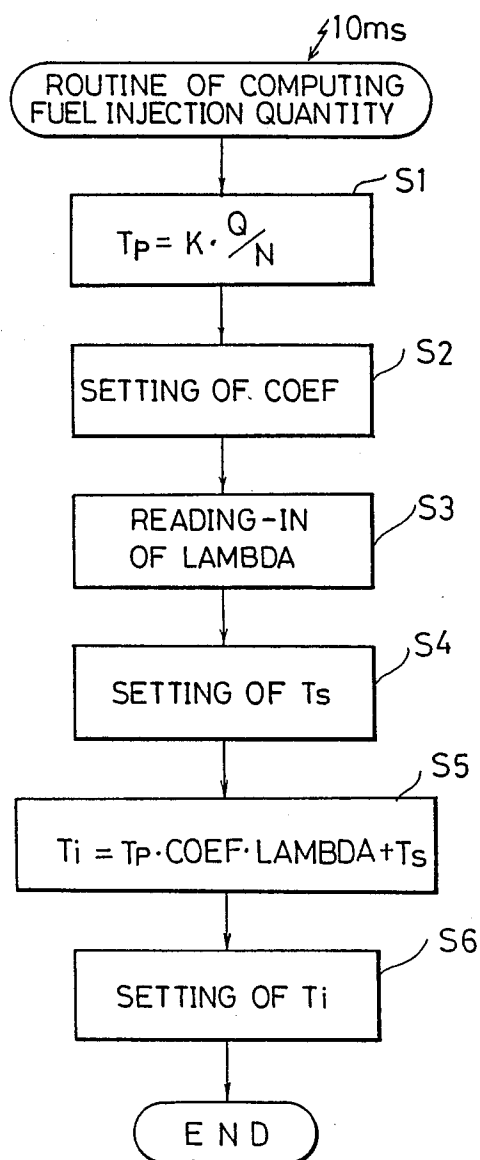 10ms
ROUTINE OF COMPUTING
FUEL INJECTION QUANTITY
S1
Tp = K · Q/N
S2
SETTING OF COEF
S3
READING-IN
OF LAMBDA
S4
SETTING OF Ts
S5
Ti = Tp·COEF·LAMBDA+Ts
S6
SETTING OF Ti
END